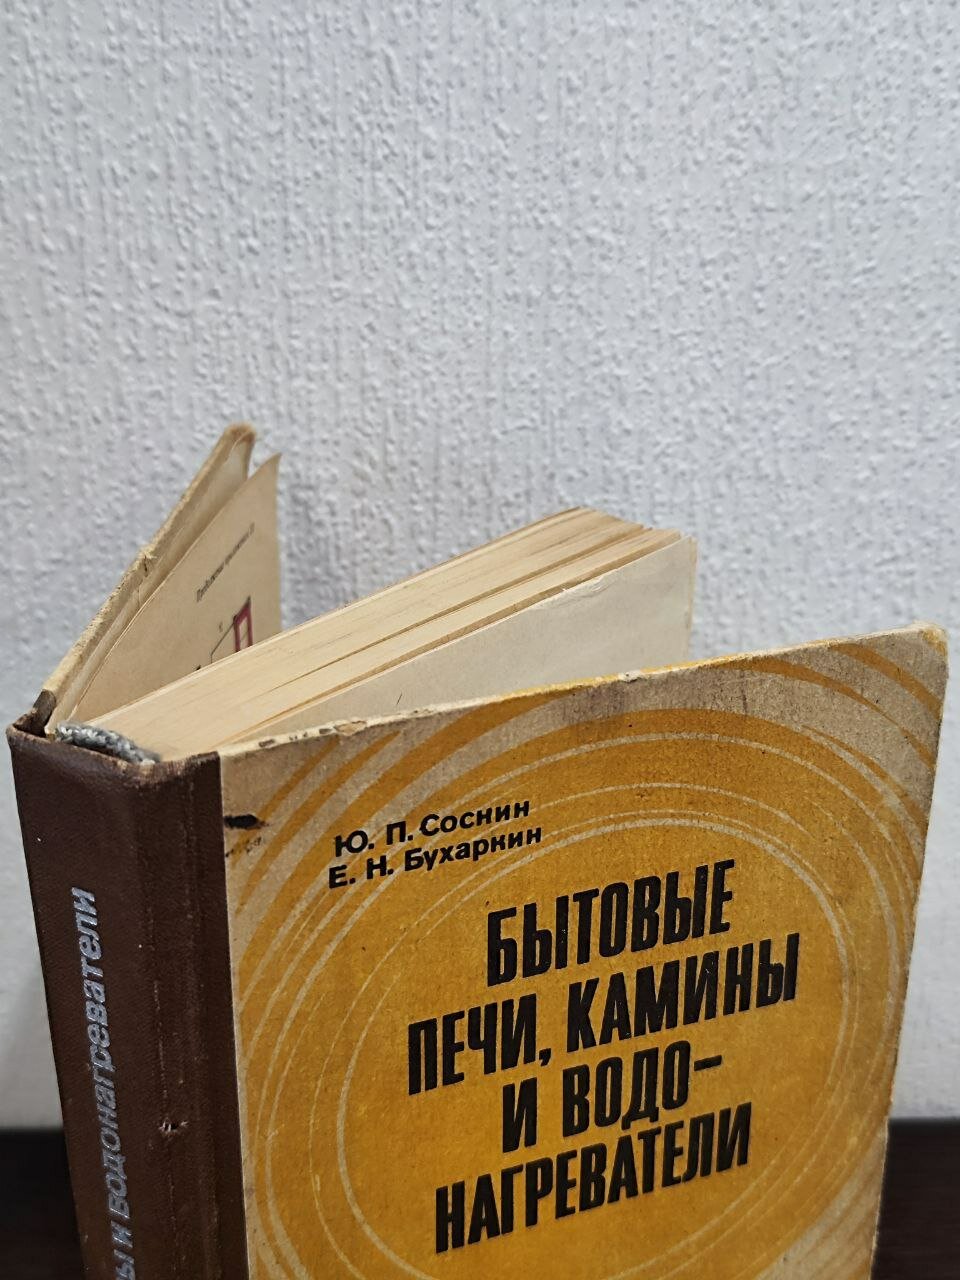 Ю. П. Соснин
Е. Н. Бухаркин
БЫТОВЫЕ
ПЕЧИ, КАМИНЫ
И ВОДО-
НАГРЕВАТЕЛИ
ы и водонагреватели